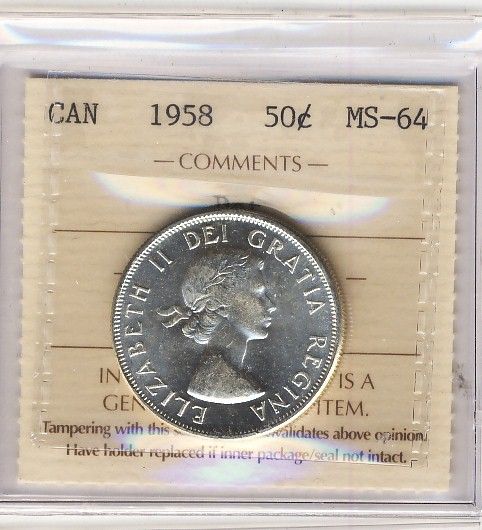 CAN 1958 50¢ MS-64
— COMMENTS —
ELIZABETH II DEI GRATIA REGINA
IN IS A
GEN ITEM.
Tampering with this validates above opinion.
Have holder replaced if inner package/seal not intact.